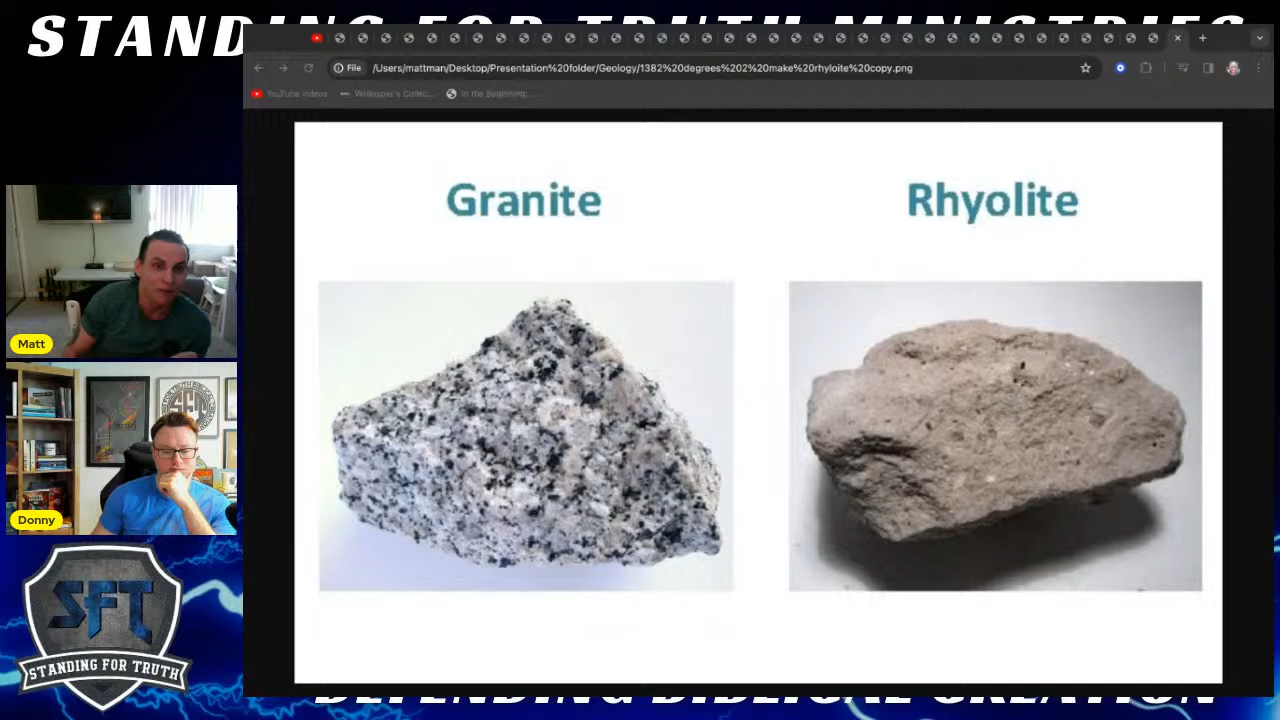 STANDING FOR TRUTH MINISTRIES
File
/Users/mattman/Desktop/Presentation%20folder/Geology/1382%20degrees%202%20make%20rhyloite%20copy.png
YouTube videos
Wallpaper's Collec...
In the Beginning:...
Granite
Rhyolite
Matt
Donny
SFT
STANDING FOR TRUTH
DEFENDING BIBLICAL CREATION